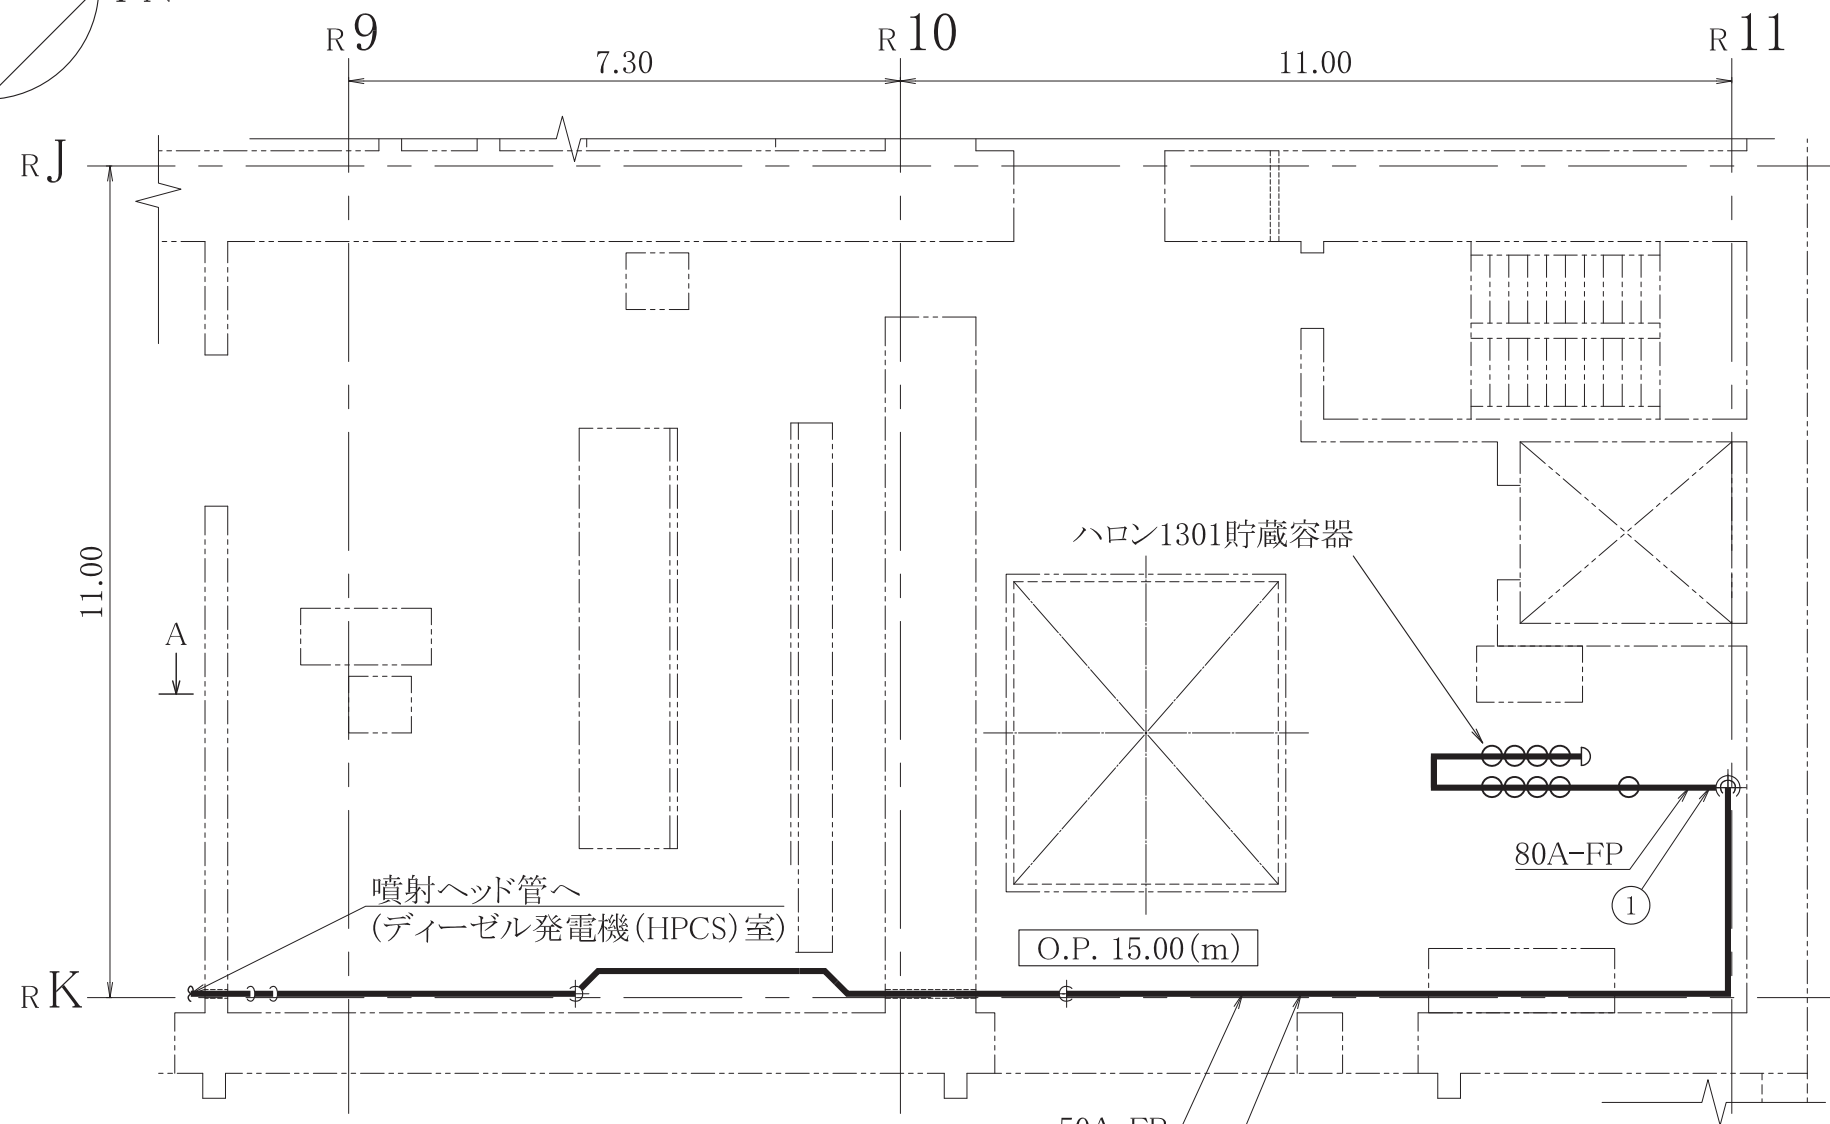 R9
R10
R11
7.30
11.00
RJ
11.00
A
ハロン1301貯蔵容器
80A-FP
1
噴射ヘッド管へ
(ディーゼル発電機(HPCS)室)
O.P. 15.00(m)
RK